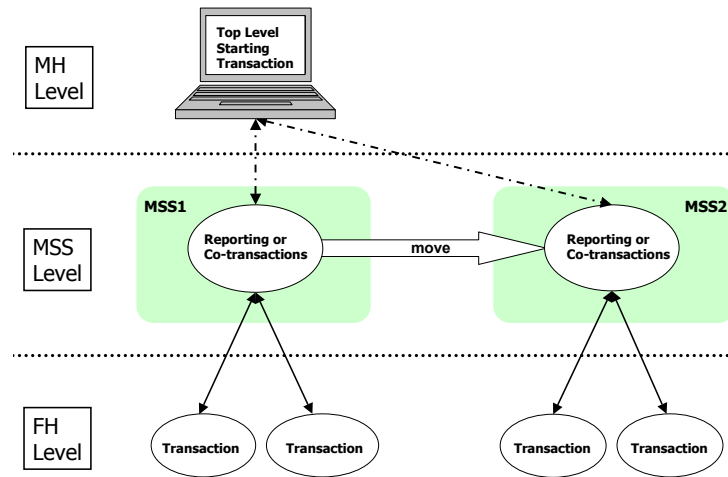 Top Level
Starting
Transaction
MH
Level
MSS1
MSS2
Reporting or
Co-transactions
move
Reporting or
Co-transactions
MSS
Level
FH
Level
Transaction
Transaction
Transaction
Transaction